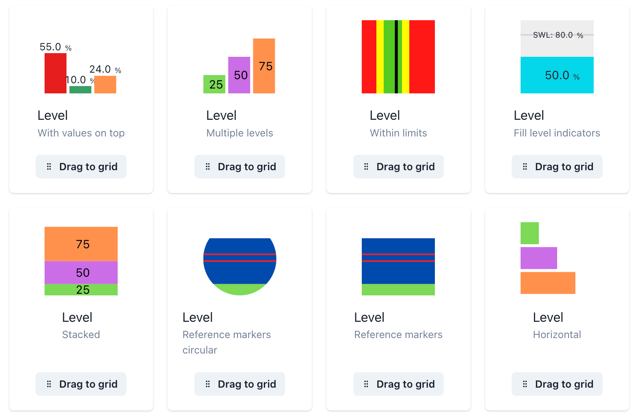 55.0 %
10.0 %
24.0 %
Level
With values on top
Drag to grid
25
50
75
Level
Multiple levels
Drag to grid
Level
Within limits
Drag to grid
SWL: 80.0 %
50.0 %
Level
Fill level indicators
Drag to grid
75
50
25
Level
Stacked
Drag to grid
Level
Reference markers
circular
Drag to grid
Level
Reference markers
Drag to grid
Level
Horizontal
Drag to grid